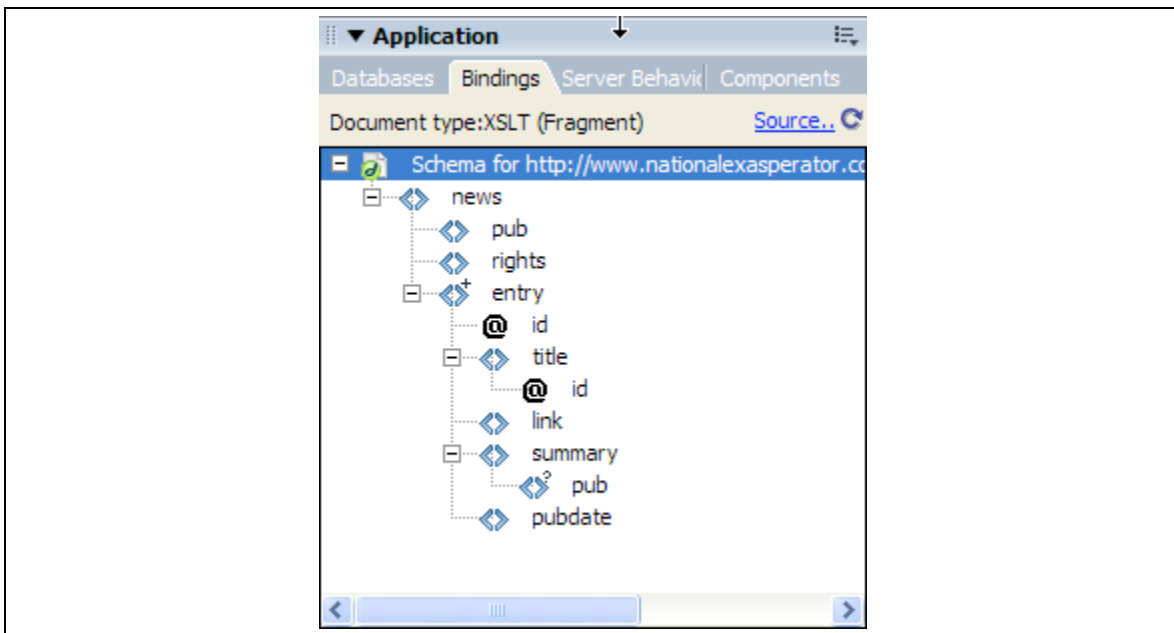 Application
Databases Bindings Server Behavi Components
Document type:XSLT (Fragment) Source..
Schema for http://www.nationalexasperator.co
news
pub
rights
+
entry
@ id
title
@ id
link
summary
?
pub
pubdate